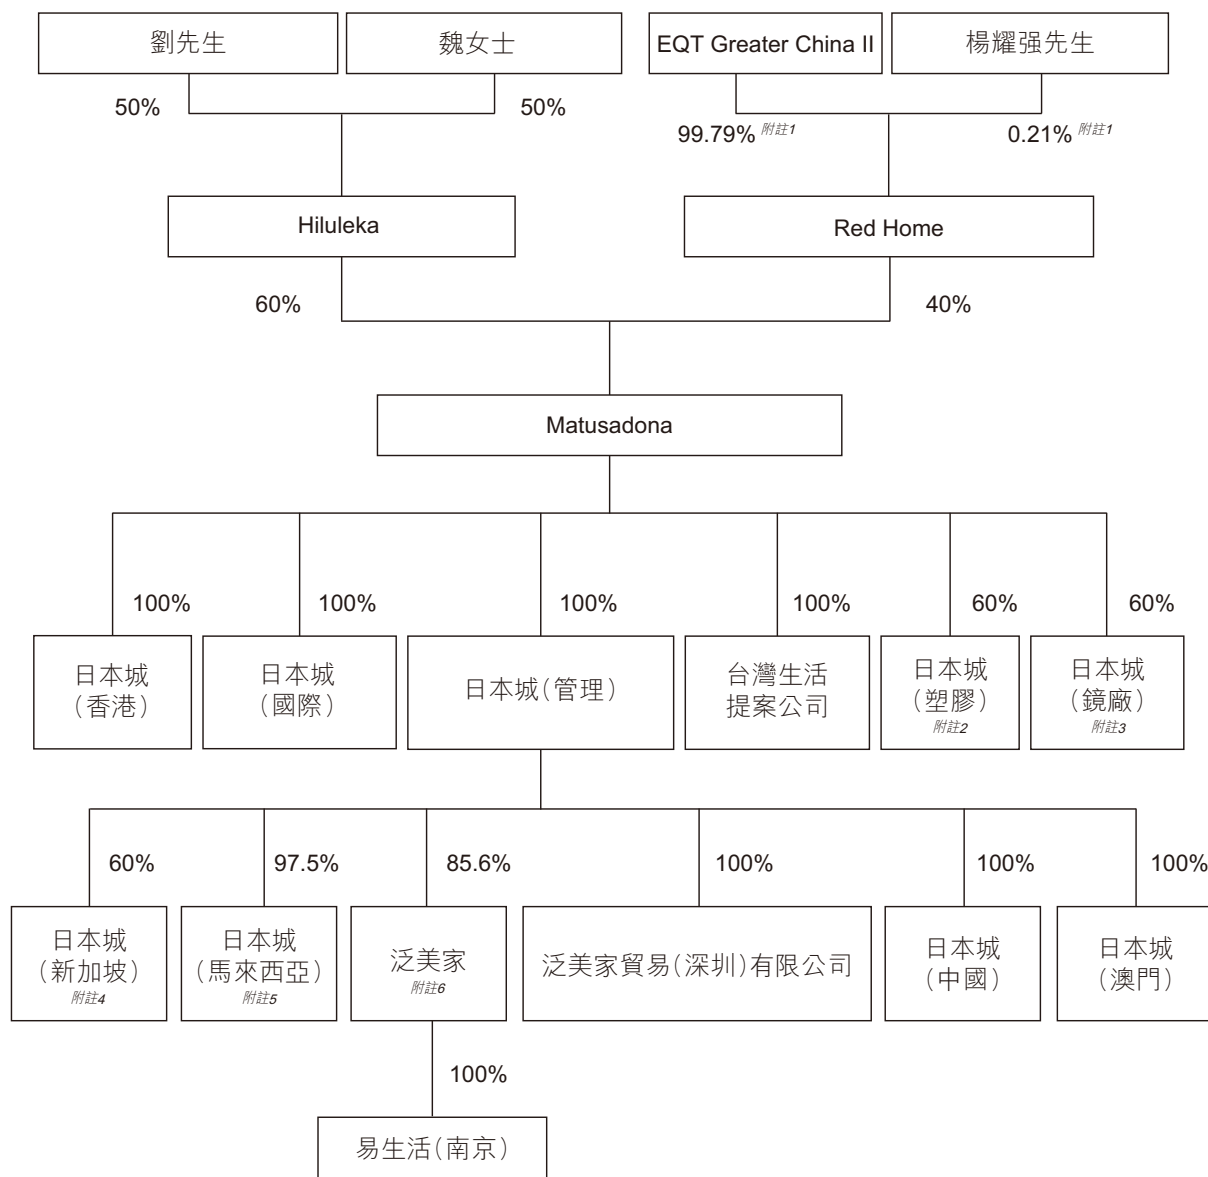 劉先生
魏女士
EQT Greater China II
楊耀强先生
50%
50%
99.79% 附註1
0.21% 附註1
Hiluleka
Red Home
60%
40%
Matusadona
100%
100%
100%
100%
60%
60%
日本城
（香港）
日本城
（國際）
日本城（管理）
台灣生活
提案公司
日本城
（塑膠）
附註2
日本城
（鏡廠）
附註3
60%
97.5%
85.6%
100%
100%
100%
日本城
（新加坡）
附註4
日本城
（馬來西亞）
附註5
泛美家
附註6
泛美家貿易（深圳）有限公司
日本城
（中國）
日本城
（澳門）
100%
易生活（南京）